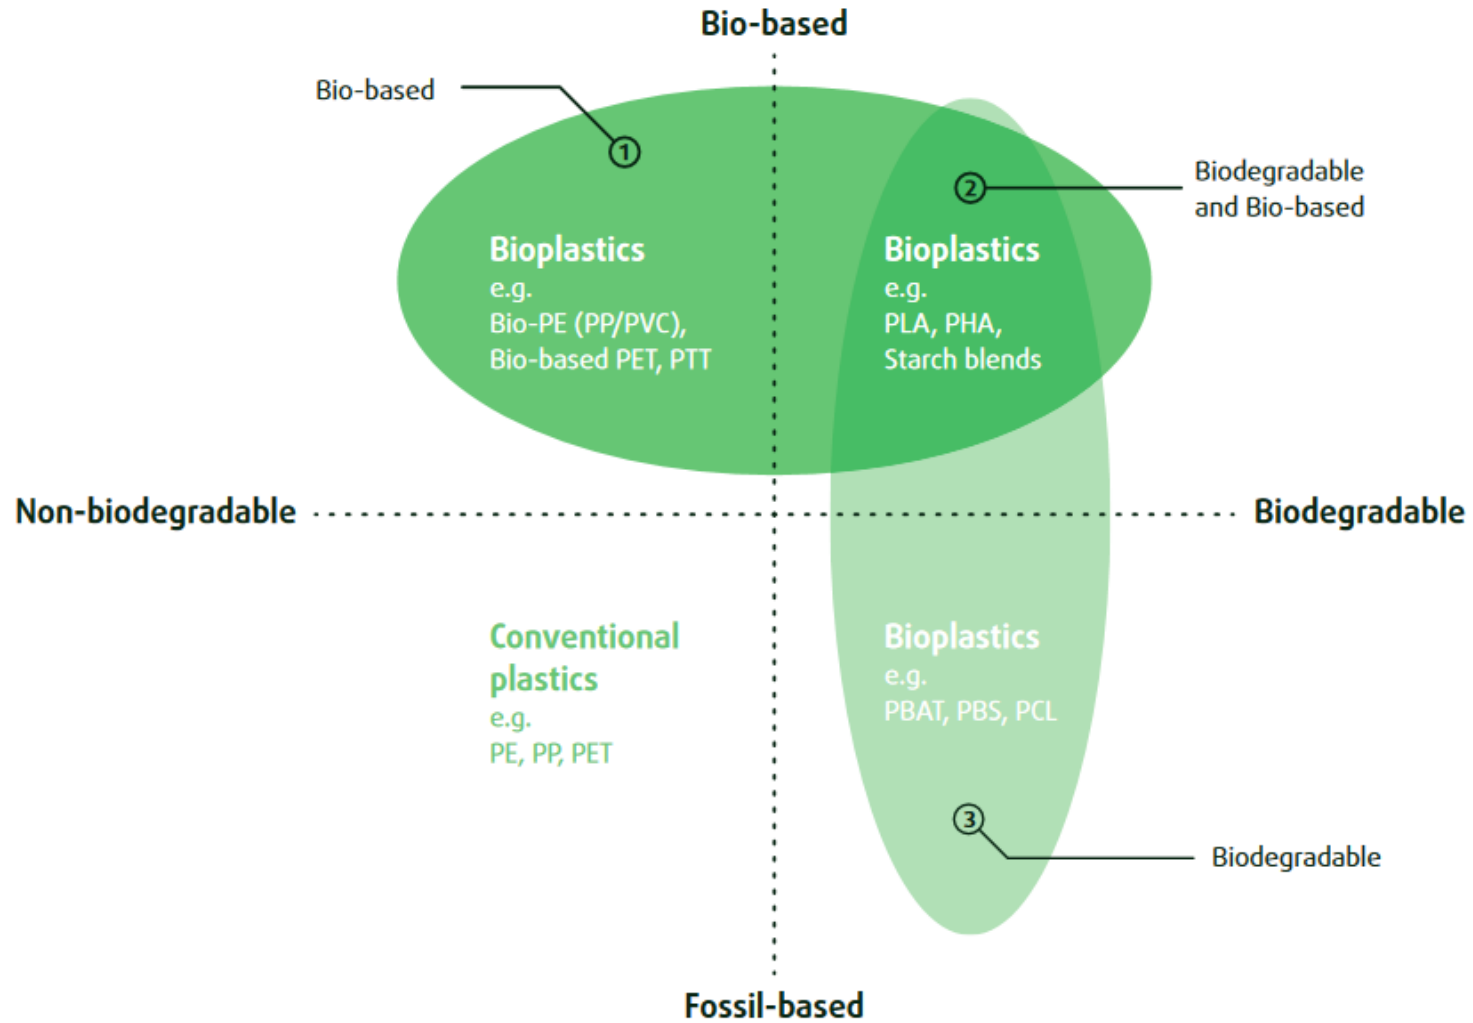 Bio-based
Bio-based
1
2
Biodegradable
and Bio-based
Bioplastics
e.g.
Bio-PE (PP/PVC),
Bio-based PET, PTT
Bioplastics
e.g.
PLA, PHA,
Starch blends
Non-biodegradable
Biodegradable
Conventional
plastics
e.g.
PE, PP, PET
Bioplastics
e.g.
PBAT, PBS, PCL
3
Biodegradable
Fossil-based